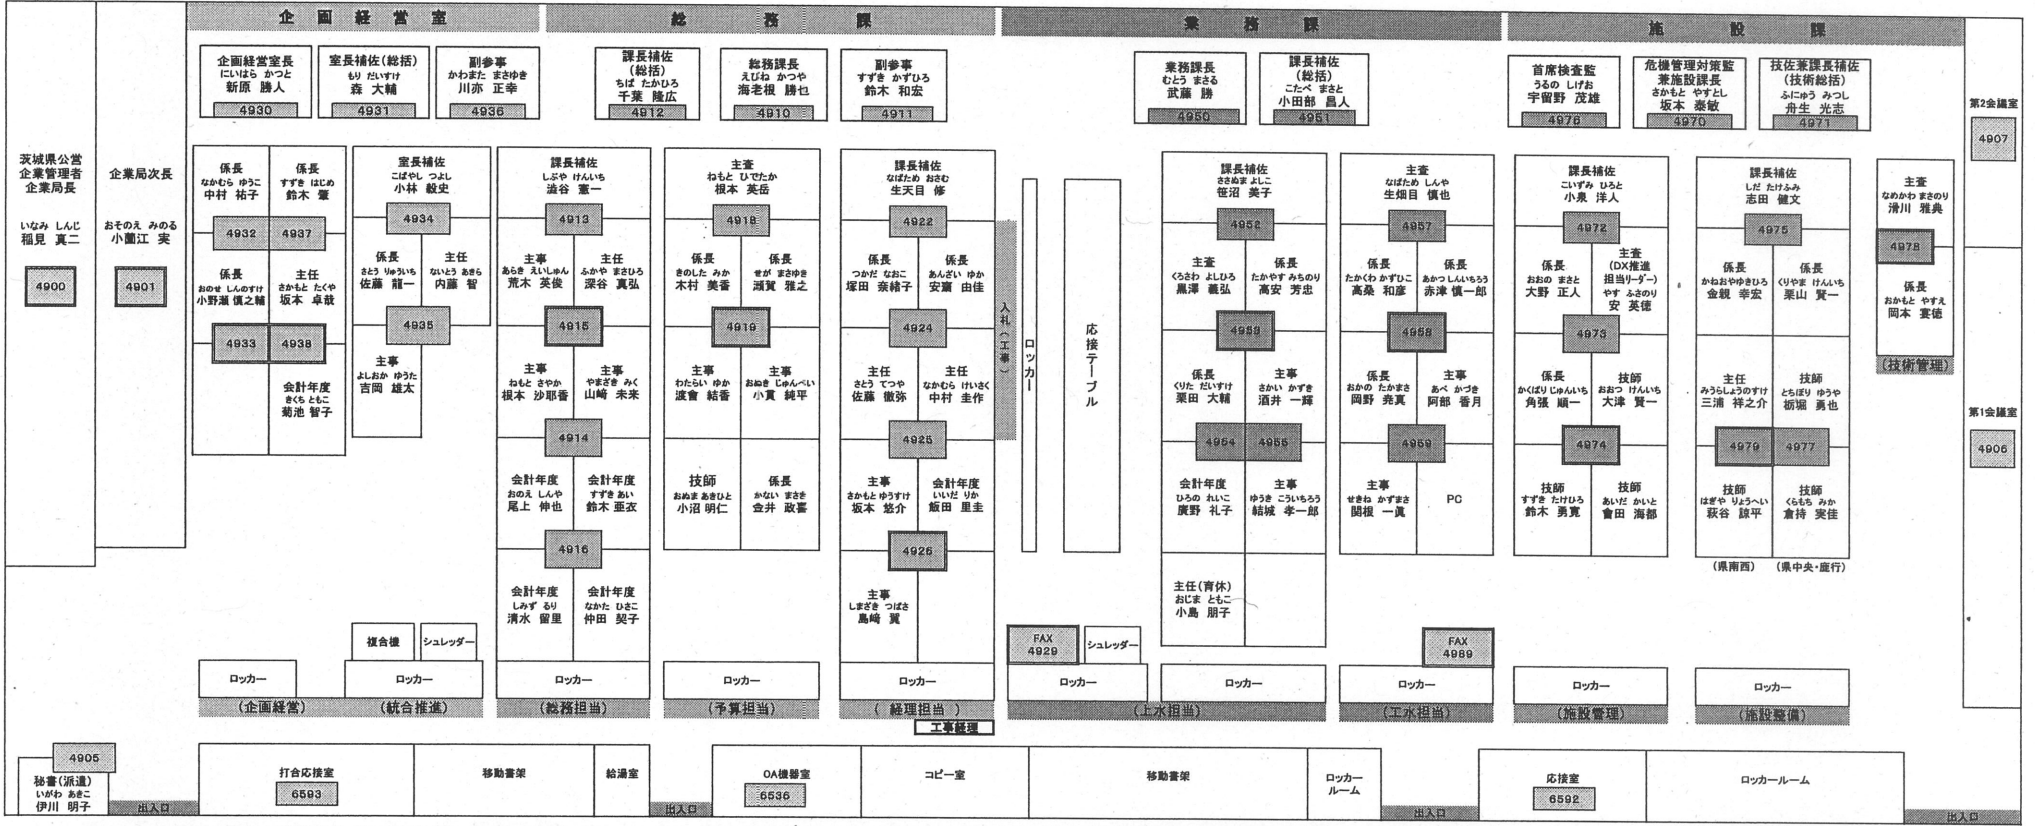 企画経営室
総務課
業務課
施設課
茨城県公営
企業管理者
企業局長
いなみ しんじ
稲見 真二
4900
企業局次長
おそのえ みのる
小薗江 実
4901
企画経営室長
にいはら かつと
新原 勝人
4930
室長補佐(総括)
もり だいすけ
森 大輔
4931
副参事
かわまた まさゆき
川亦 正幸
4936
課長補佐
(総括)
ちば たかひろ
千葉 隆広
4912
総務課長
えびね かつや
海老根 勝也
4910
副参事
すずき かずひろ
鈴木 和宏
4911
業務課長
むとう まさる
武藤 勝
4950
課長補佐
(総括)
こたべ まさと
小田部 昌人
4951
首席検査監
うるの しげお
宇留野 茂雄
4976
危機管理対策監
兼施設課長
さかもと やすとし
坂本 泰敏
4970
技佐兼課長補佐
(技術総括)
ふにゅう みつし
舟生 光志
4971
第2会議室
4907
第1会議室
4906
係長
なかむら ゆうこ
中村 祐子
係長
すずき はじめ
鈴木 肇
4932
4937
係長
おのせ しんのすけ
小野瀬 慎之輔
主任
さかもと たくや
坂本 卓哉
4933
4938
会計年度
きくち ともこ
菊池 智子
室長補佐
こばやし つよし
小林 毅史
4934
係長
さとう りゅういち
佐藤 龍一
主任
ないとう あきら
内藤 智
4935
主事
よしおか ゆうた
吉岡 雄太
課長補佐
しぶや けんいち
澁谷 憲一
4913
主事
あらき えいしゅん
荒木 英俊
主任
ふかや まさひろ
深谷 真弘
4915
主事
ねもと さやか
根本 沙耶香
主事
やまざき みく
山﨑 未来
4914
会計年度
おのえ しんや
尾上 伸也
会計年度
すずき あい
鈴木 亜衣
4916
会計年度
しみず るり
清水 留里
会計年度
なかた ひさこ
仲田 契子
主査
ねもと ひでたか
根本 英岳
4918
係長
きのした みか
木村 美香
係長
せが まさゆき
瀬賀 雅之
4919
主事
わたらい ゆか
渡會 結香
主事
おぬき じゅんぺい
小貫 純平
技師
おぬま あきひと
小沼 明仁
係長
かない まさき
金井 政喜
課長補佐
なばため おさむ
生天目 修
4922
係長
つかだ なおこ
塚田 奈緒子
係長
あんざい ゆか
安齋 由佳
4924
主任
さとう てつや
佐藤 徹弥
主任
なかむら けいさく
中村 圭作
4925
主事
さかもと ゆうすけ
坂本 悠介
会計年度
いいだ りか
飯田 里圭
4926
主事
しまざき つばさ
島﨑 翼
入札(工事)
ロッカー
応接テーブル
課長補佐
ささぬま よしこ
笹沼 美子
4952
主査
くろさわ よしひろ
黒澤 義弘
係長
たかやす みちのり
高安 芳忠
4953
係長
くりた だいすけ
栗田 大輔
主事
さかい かずき
酒井 一輝
4954
4955
会計年度
ひろの れいこ
廣野 礼子
主事
ゆうき こういちろう
結城 孝一郎
主任(育休)
おじま ともこ
小島 朋子
主査
なばため しんや
生畑目 慎也
4957
係長
たかくわ かずひこ
高桑 和彦
係長
あかつ しんいちろう
赤津 慎一郎
4958
係長
おかの たかまさ
岡野 尭真
主事
あべ かづき
阿部 香月
4959
主事
せきね かずまさ
関根 一眞
PC
課長補佐
こいずみ ひろと
小泉 洋人
4972
係長
おおの まさと
大野 正人
主査
(DX推進
担当リーダー)
やす ふさのり
安 英徳
4973
係長
かくばり じゅんいち
角張 順一
技師
おおつ けんいち
大津 賢一
4974
技師
すずき たけひろ
鈴木 勇寛
技師
あいだ かいと
會田 海都
課長補佐
しだ たけふみ
志田 健文
4975
係長
かねおや ゆきひろ
金親 幸宏
係長
くりやま けんいち
栗山 賢一
主任
みうら しょうのすけ
三浦 祥之介
技師
とちぼり ゆうや
栃堀 勇也
4979
4977
技師
はぎや りょうへい
萩谷 諒平
技師
くらもち みか
倉持 実佳
(県南西)
(県中央・鹿行)
主査
なめかわ まさのり
滑川 雅典
4978
係長
おかもと やすえ
岡本 宴徳
(技術管理)
複合機
シュレッダー
FAX
4929
シュレッダー
FAX
4989
ロッカー
ロッカー
ロッカー
ロッカー
ロッカー
ロッカー
ロッカー
ロッカー
ロッカー
ロッカー
(企画経営)
(統合推進)
(総務担当)
(予算担当)
(経理担当)
(上水担当)
(工水担当)
(施設管理)
(施設整備)
工事経理
4905
秘書(派遣)
いがわ あきこ
伊川 明子
出入口
打合応接室
6593
移動書架
給湯室
出入口
OA機器室
6536
コピー室
移動書架
ロッカー
ルーム
出入口
応接室
6592
ロッカールーム
出入口